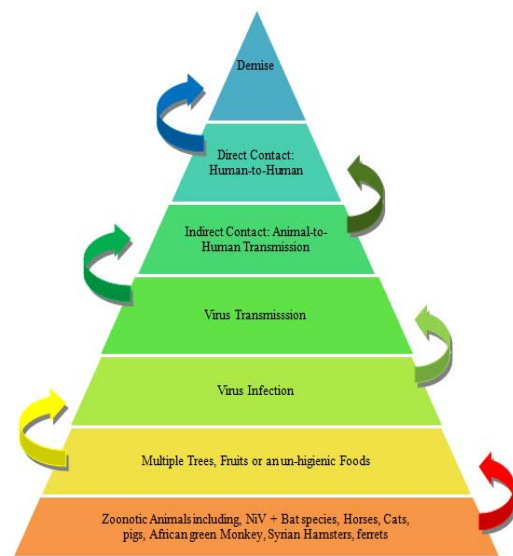 Demise
Direct Contact:
Human-to-Human
Indirect Contact: Animal-to-
Human Transmission
Virus Transmisssion
Virus Infection
Multiple Trees, Fruits or an un-higienic Foods
Zoonotic Animals including, NiV + Bat species, Horses, Cats,
pigs, African green Monkey, Syrian Hamsters, ferrets